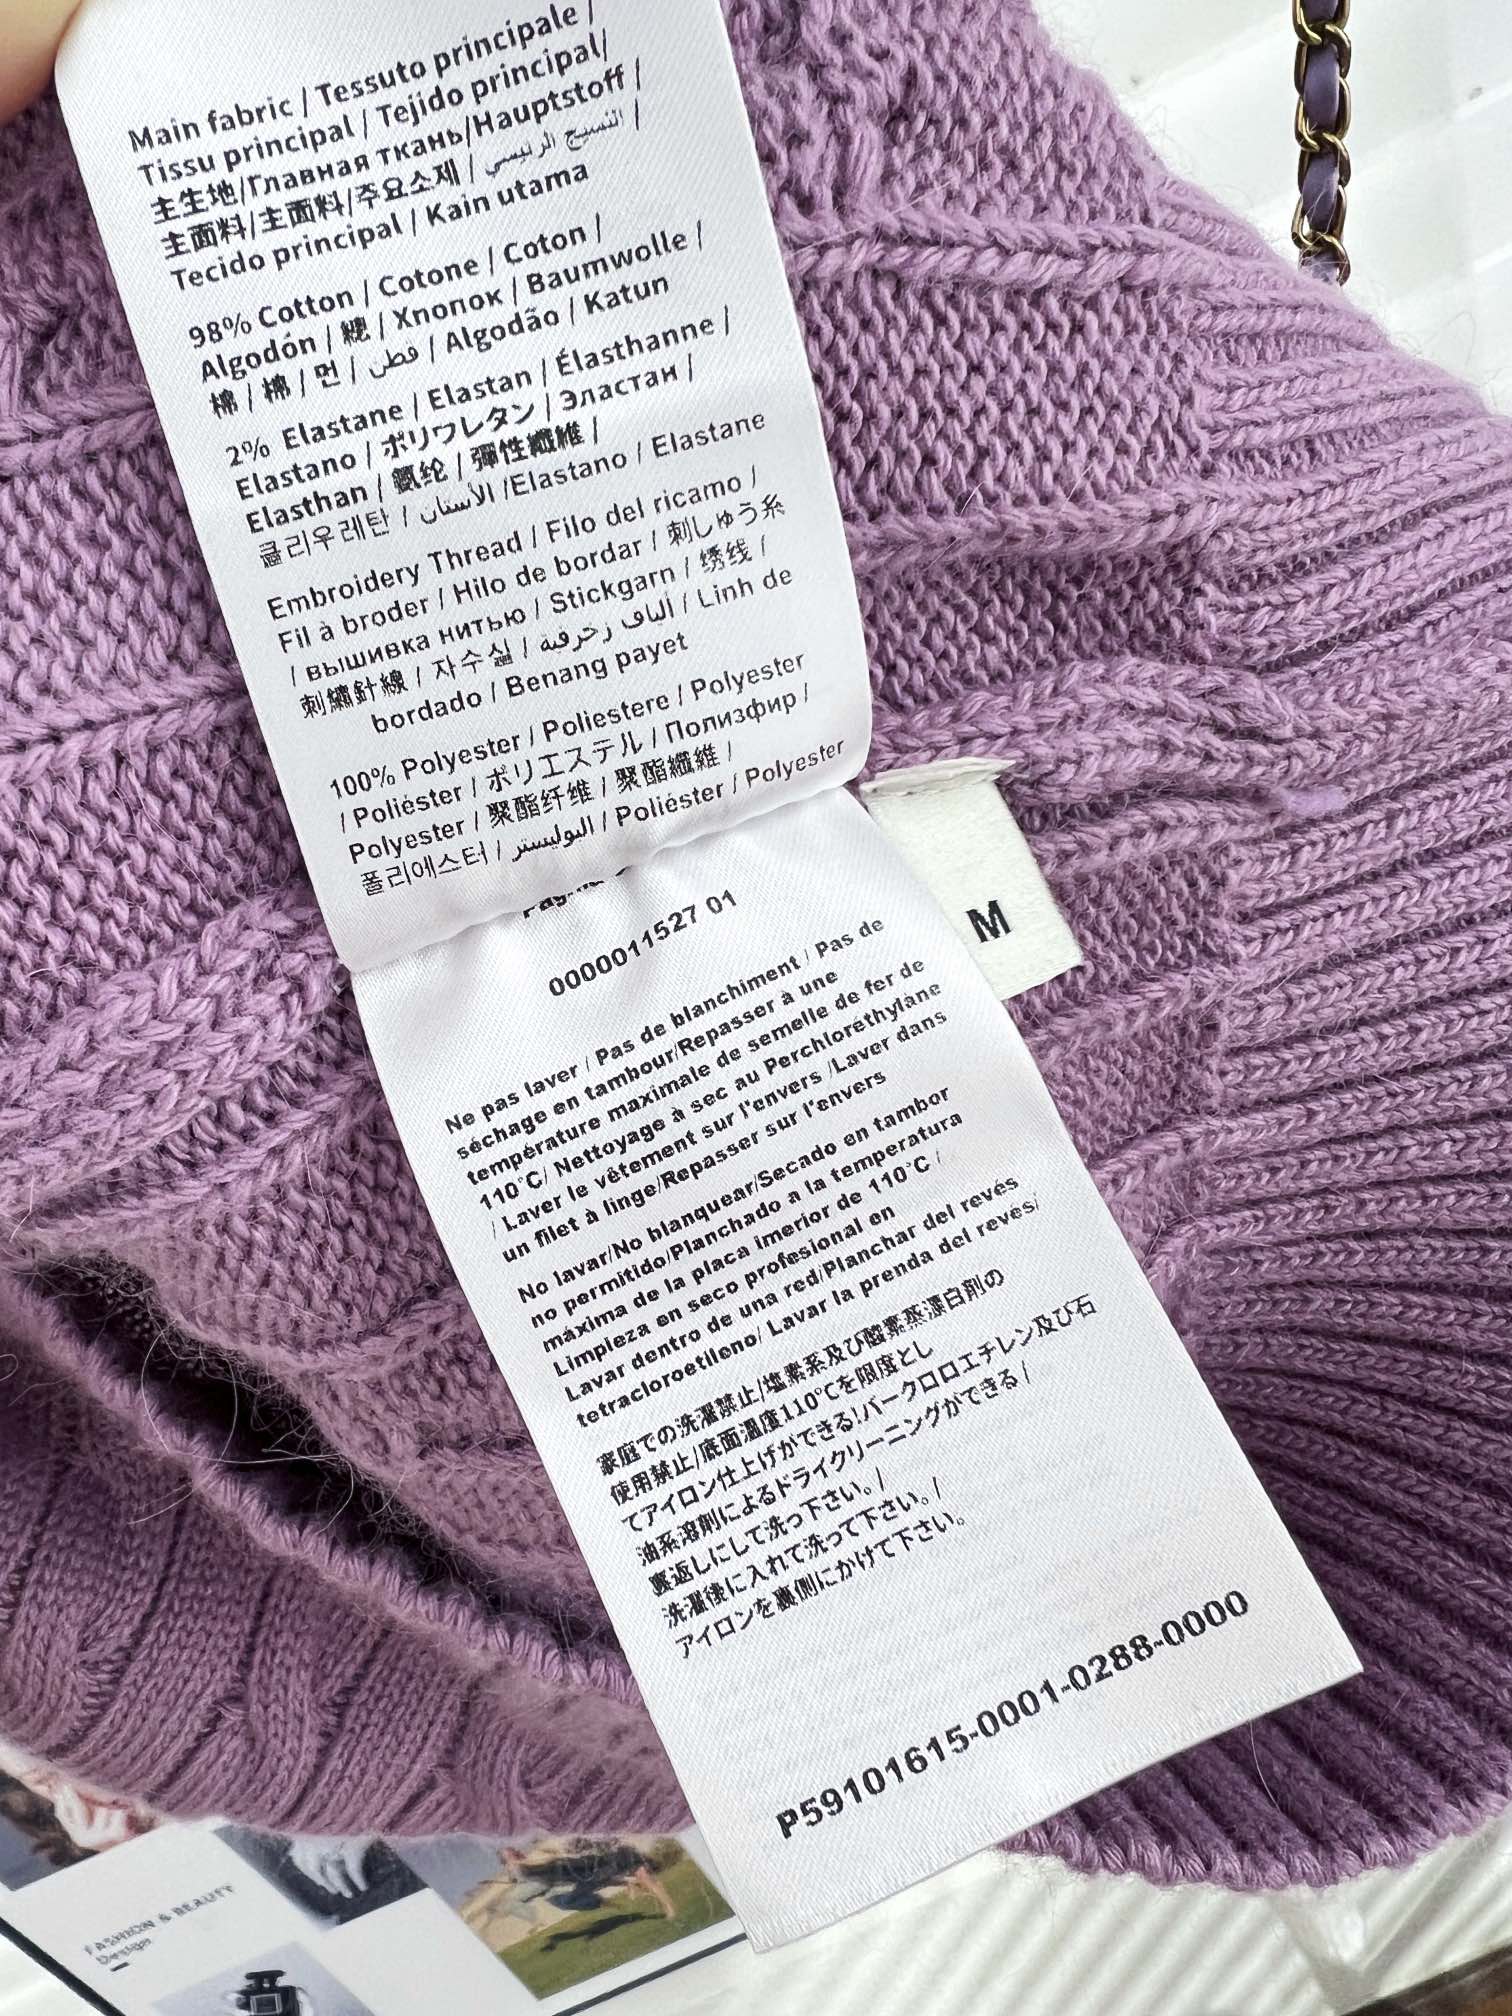 Main fabric / Tessuto principale /
Tissu principal / Tejido principal/
主生地/Главная ткань/Hauptstoff /
主面料/主面料/주요소제 / النسيج الرئيسي /
Tecido principal / Kain utama
98% Cotton / Cotone / Coton /
Algodón / 綿 / Хлопок / Baumwolle /
棉 / 棉 / 면 / قطن / Algodão / Katun
2% Elastane / Elastan / Élasthanne /
Elastano / ポリウレタン / Эластан /
Elasthan / 氨纶 / 彈性纖維 /
클리우레탄 / الأستان /Elastano / Elastane
Embroidery Thread / Filo del ricamo /
Fil à broder / Hilo de bordar / 刺しゅう糸
/ вышивка нитью / Stickgarn / 绣线 /
刺繡針線 / 자수실 / الياف زخرفية / Linh de
bordado / Benang payet
100% Polyester / Poliestere / Polyester
/ Poliéster / ポリエステル / Полизфир /
Polyester / 聚酯纤维 / 聚酯纖維 /
폴리에스터 / البوليستر / Poliéster / Polyester
M
0000011527 01
Ne pas laver / Pas de blanchiment / Pas de
séchage en tambour/Repasser à une
température maximale de semelle de fer de
110°C/ Nettoyage à sec au Perchloréthylane
/ Laver le vêtement sur l'envers /Laver dans
un filet à linge/Repasser sur l'envers
No lavar/No blanquear/Secado en tambor
no permitido/Planchado a la temperatura
máxima de la placa imerior de 110°C /
Limpieza en seco profesional en
Lavar dentro de una red/Planchar del revés
tetracloroetileno/ Lavar la prenda del revés/
家庭での洗濯禁止/塩素系及び酸素蒸漂白剤の
使用禁止/底面温度110℃を限度とし
てアイロン仕上げができる!パークロロエチレン及び石
油系溶剤によるドライクリーニングができる /
裏返しにして洗っ下さい。/
洗濯後に入れて洗って下さい。/
アイロンを裏側にかけて下さい。
P59101615-0001-0288-0000
FASHION & BEAUTY
Design